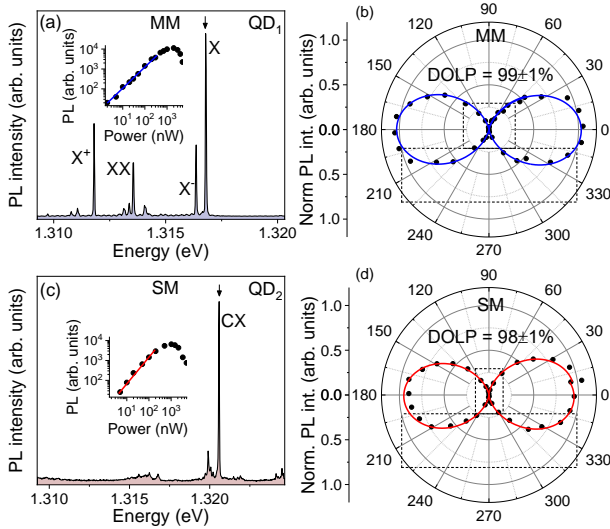 (a)
MM
QD1
X
X+
XX
X-
PL intensity (arb. units)
1.310
1.315
1.320
Energy (eV)
PL (arb. units)
10^4
10^3
10^2
10^1
10^3
Power (nW)
(b)
MM
DOLP = 99±1%
Norm PL int. (arb. units)
1.0
0.5
0.0
0.5
1.0
90
60
30
330
300
270
240
210
180
150
120
(c)
SM
QD2
CX
PL intensity (arb. units)
1.310
1.315
1.320
Energy (eV)
PL (arb. units)
10^4
10^3
10^2
10^1
10^3
Power (nW)
(d)
SM
DOLP = 98±1%
Norm. PL int. (arb. units)
1.0
0.5
0.0
0.5
1.0
90
60
30
330
300
270
240
210
180
150
120